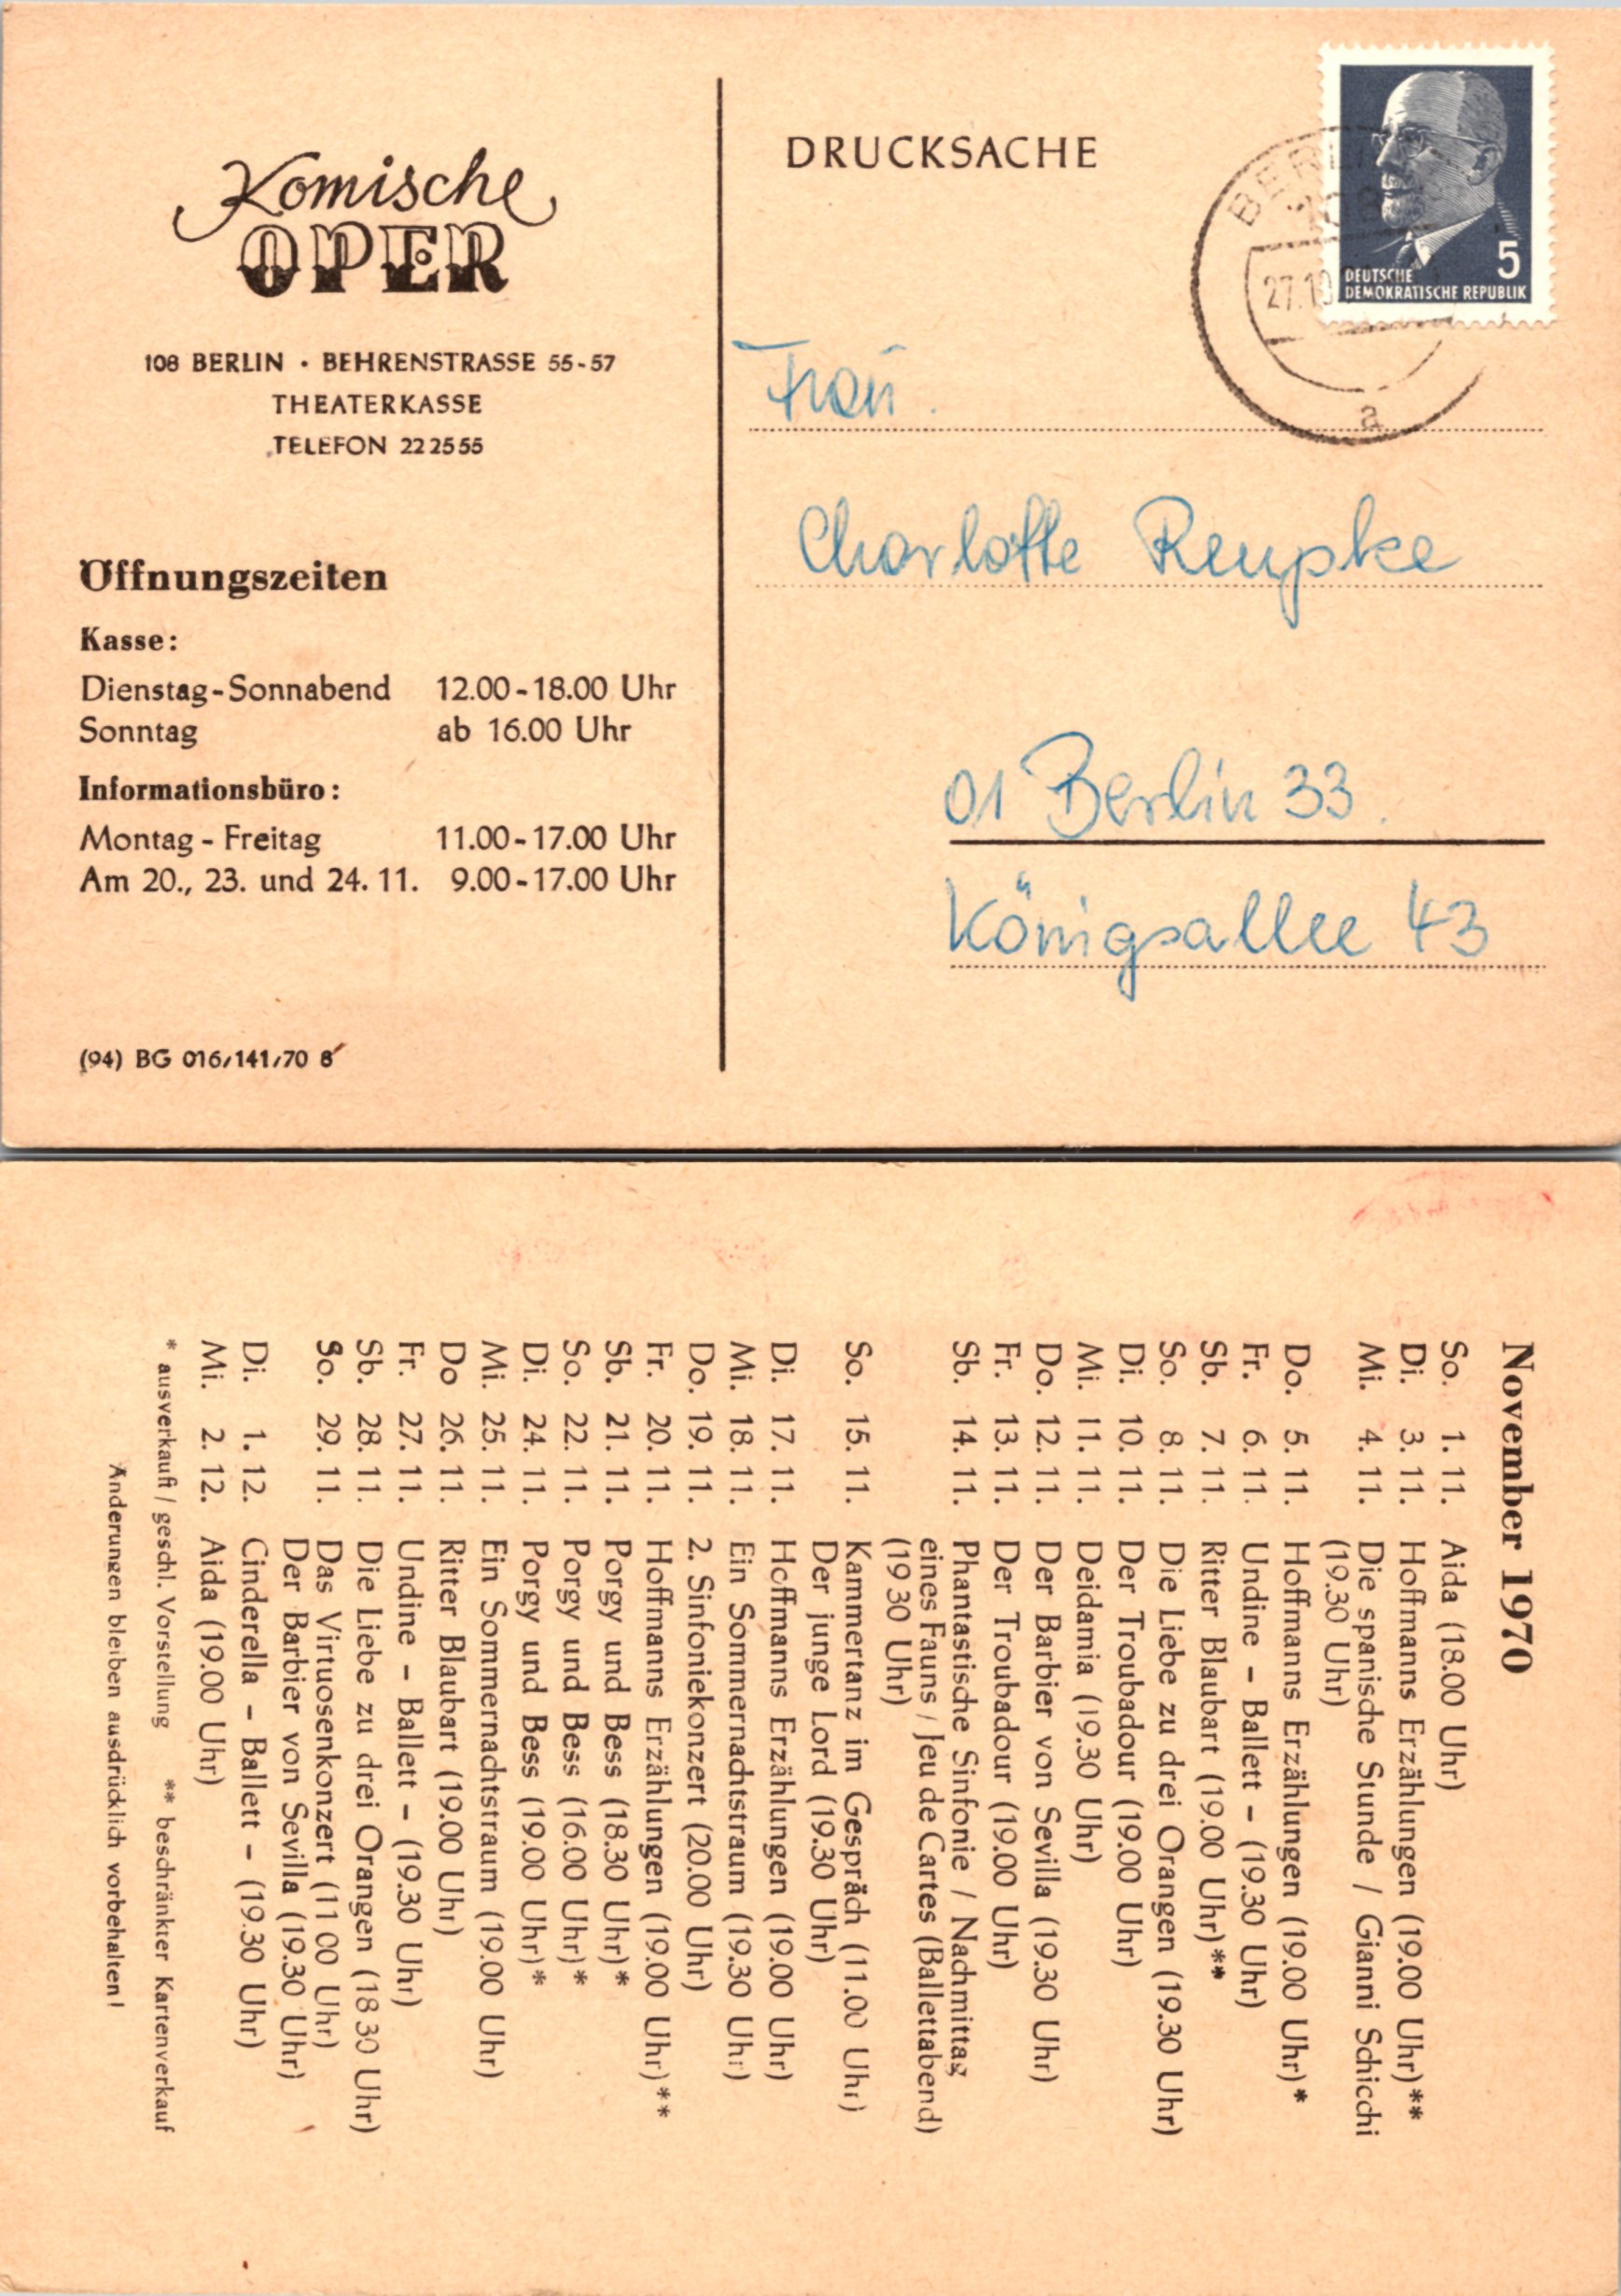 Komische
OPER
108 BERLIN · BEHRENSTRASSE 55-57
THEATERKASSE
TELEFON 22 25 55
Öffnungszeiten
Kasse:
Dienstag-Sonnabend 12.00-18.00 Uhr
Sonntag ab 16.00 Uhr
Informationsbüro:
Montag - Freitag 11.00-17.00 Uhr
Am 20., 23. und 24. 11. 9.00-17.00 Uhr
(94) BG 016/141/70 8
DRUCKSACHE
BERLIN
108
27.10
a
5
DEUTSCHE
DEMOKRATISCHE REPUBLIK
Frau
Charlotte Reupke
01 Berlin 33.
Königsallee 43
November 1970
So. 1. 11. Aida (18.00 Uhr)
Di. 3. 11. Hoffmanns Erzählungen (19.00 Uhr)**
Mi. 4. 11. Die spanische Stunde / Gianni Schicchi
(19.30 Uhr)
Do. 5. 11. Hoffmanns Erzählungen (19.00 Uhr)*
Fr. 6. 11. Undine – Ballett – (19.30 Uhr)
Sb. 7. 11. Ritter Blaubart (19.00 Uhr)**
So. 8. 11. Die Liebe zu drei Orangen (19.30 Uhr)
Di. 10. 11. Der Troubadour (19.00 Uhr)
Mi. 11. 11. Deidamia (19.30 Uhr)
Do. 12. 11. Der Barbier von Sevilla (19.30 Uhr)
Fr. 13. 11. Der Troubadour (19.00 Uhr)
Sb. 14. 11. Phantastische Sinfonie / Nachmittag
eines Fauns / Jeu de Cartes (Ballettabend)
(19 30 Uhr)
So. 15. 11. Kammertanz im Gespräch (11.00 Uhr)
Der junge Lord (19.30 Uhr)
Di. 17. 11. Hoffmanns Erzählungen (19.00 Uhr)
Mi. 18. 11. Ein Sommernachtstraum (19.30 Uhr)
Do. 19. 11. 2. Sinfoniekonzert (20.00 Uhr)
Fr. 20. 11. Hoffmanns Erzählungen (19.00 Uhr)**
Sb. 21. 11. Porgy und Bess (18.30 Uhr)*
So. 22. 11. Porgy und Bess (16.00 Uhr)*
Di. 24. 11. Porgy und Bess (19.00 Uhr)*
Mi. 25. 11. Ein Sommernachtstraum (19.00 Uhr)
Do 26. 11. Ritter Blaubart (19.00 Uhr)
Fr. 27. 11. Undine – Ballett – (19.30 Uhr)
Sb. 28. 11. Die Liebe zu drei Orangen (18 30 Uhr)
So. 29. 11. Das Virtuosenkonzert (11 00 Uhr)
Der Barbier von Sevilla (19.30 Uhr)
Di. 1. 12. Cinderella – Ballett – (19.30 Uhr)
Mi. 2. 12. Aida (19.00 Uhr)
* ausverkauft / geschl. Vorstellung ** beschränkter Kartenverkauf
Änderungen bleiben ausdrücklich vorbehalten!